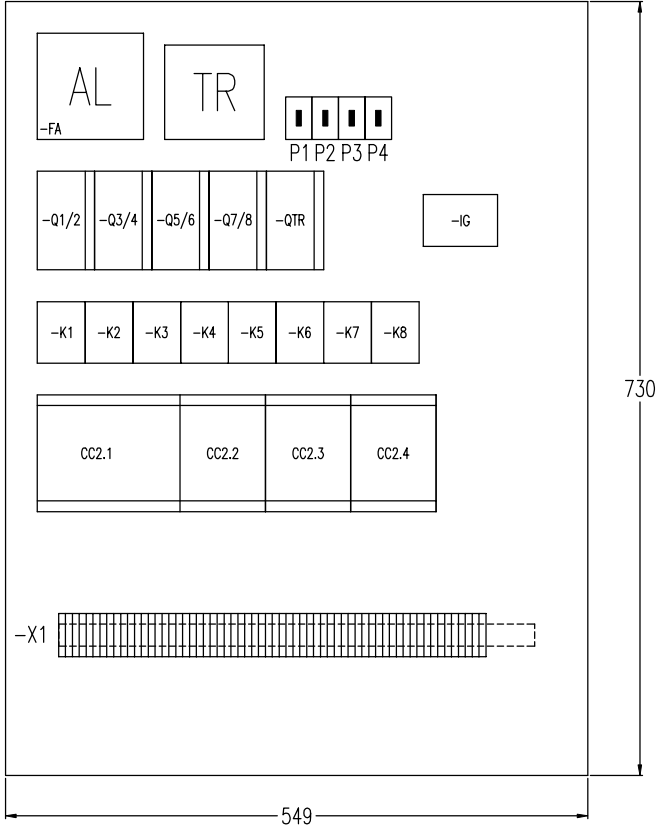 AL
TR
-FA
P1 P2 P3 P4
-Q1/2 -Q3/4 -Q5/6 -Q7/8 -QTR
-IG
-K1 -K2 -K3 -K4 -K5 -K6 -K7 -K8
730
CC2.1 CC2.2 CC2.3 CC2.4
-X1
549